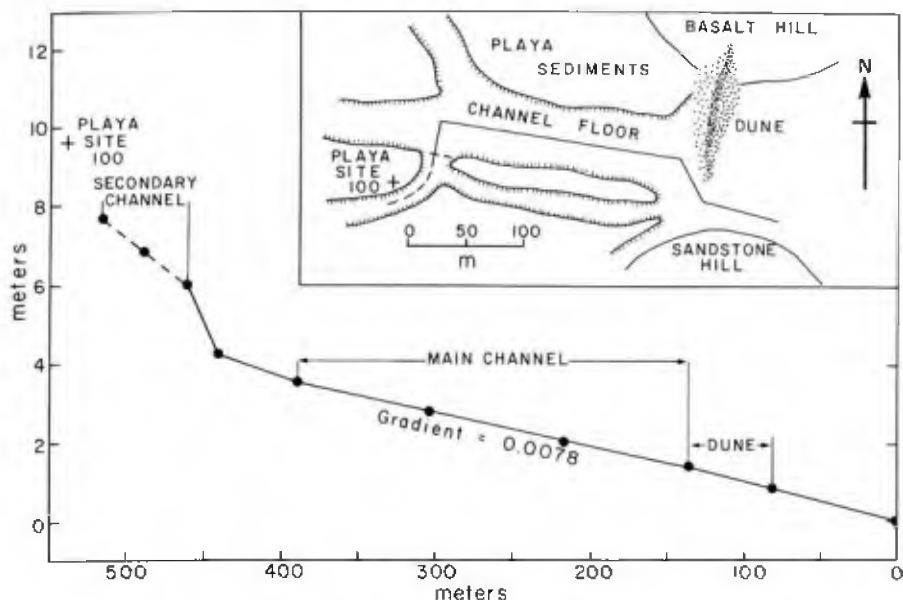 12
10
8
6
4
2
0
meters
500
400
300
200
100
0
meters
PLAYA
SITE
100
SECONDARY
CHANNEL
MAIN CHANNEL
Gradient = 0.0078
DUNE
BASALT HILL
PLAYA
SEDIMENTS
CHANNEL FLOOR
DUNE
N
PLAYA
SITE
100
0 50 100
m
SANDSTONE
HILL